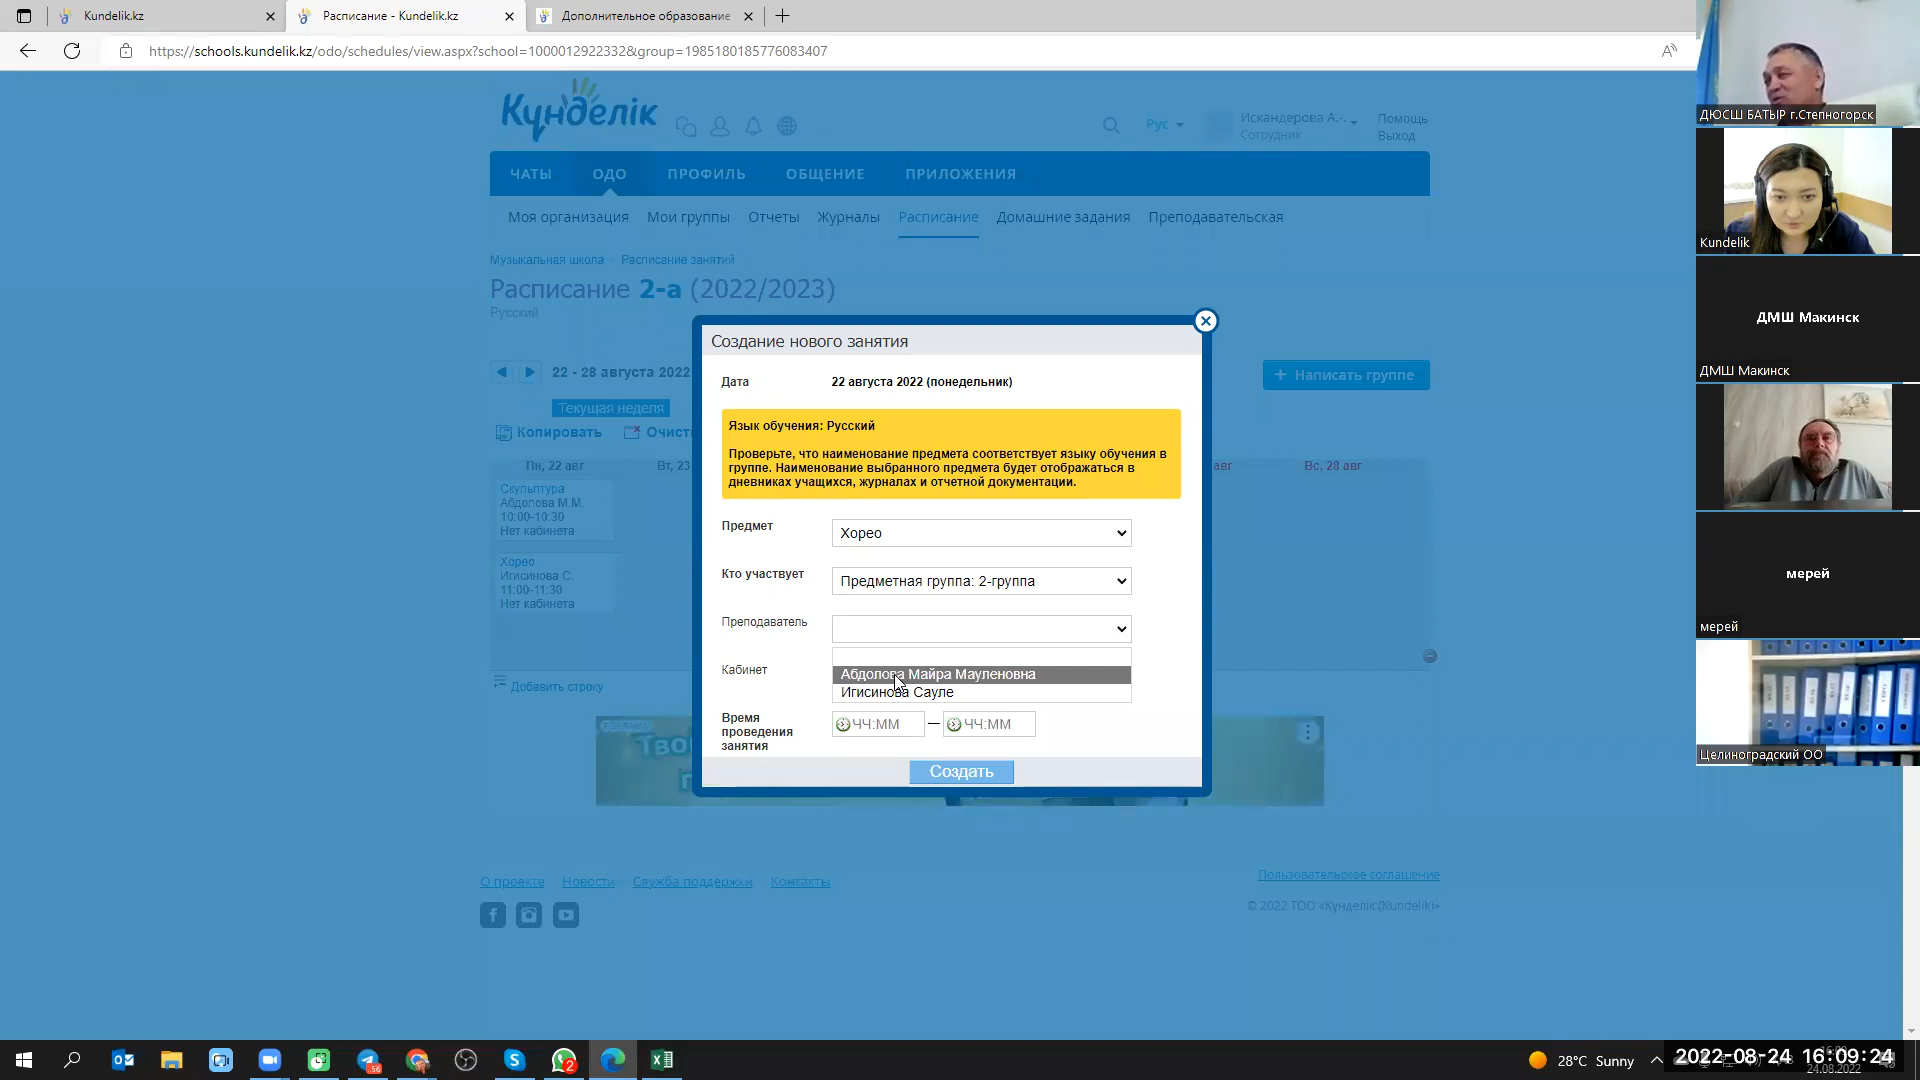 Kundelik.kz
Расписание - Kundelik.kz
Дополнительное образование
https://schools.kundelik.kz/odo/schedules/view.aspx?school=1000012922332&group=1985180185776083407
Күнделік
Рус
Искандерова А.-.
Сотрудник
Помощь
Выход
ЧАТЫ
ОДО
ПРОФИЛЬ
ОБЩЕНИЕ
ПРИЛОЖЕНИЯ
Моя организация
Мои группы
Отчеты
Журналы
Расписание
Домашние задания
Преподавательская
Музыкальная школа
Расписание занятий
Расписание 2-а (2022/2023)
Русский
22 - 28 августа 2022
+ Написать группе
Текущая неделя
Копировать
Очист
Пн, 22 авг
Вт, 23
авг
Вс, 28 авг
Скульптура
Абдолова М.М.
10:00-10:30
Нет кабинета
Хорео
Игисинова С.
11:00-11:30
Нет кабинета
Добавить строку
Создание нового занятия
Дата
22 августа 2022 (понедельник)
Язык обучения: Русский
Проверьте, что наименование предмета соответствует языку обучения в
группе. Наименование выбранного предмета будет отображаться в
дневниках учащихся, журналах и отчетной документации.
Предмет
Хорео
Кто участвует
Предметная группа: 2-группа
Преподаватель
Кабинет
Абдолова Майра Мауленовна
Игисинова Сауле
Время
проведения
занятия
ЧЧ:ММ — ЧЧ:ММ
Создать
О проекте
Новости
Служба поддержки
Контакты
Пользовательское соглашение
© 2022 ТОО «Күнделік (Kundelik)»
ДЮСШ БАТЫР г.Степногорск
Kundelik
ДМШ Макинск
ДМШ Макинск
мерей
мерей
Целиноградский ОО
56
2
28°C Sunny
2022-08-24 16:09:24
24.08.2022